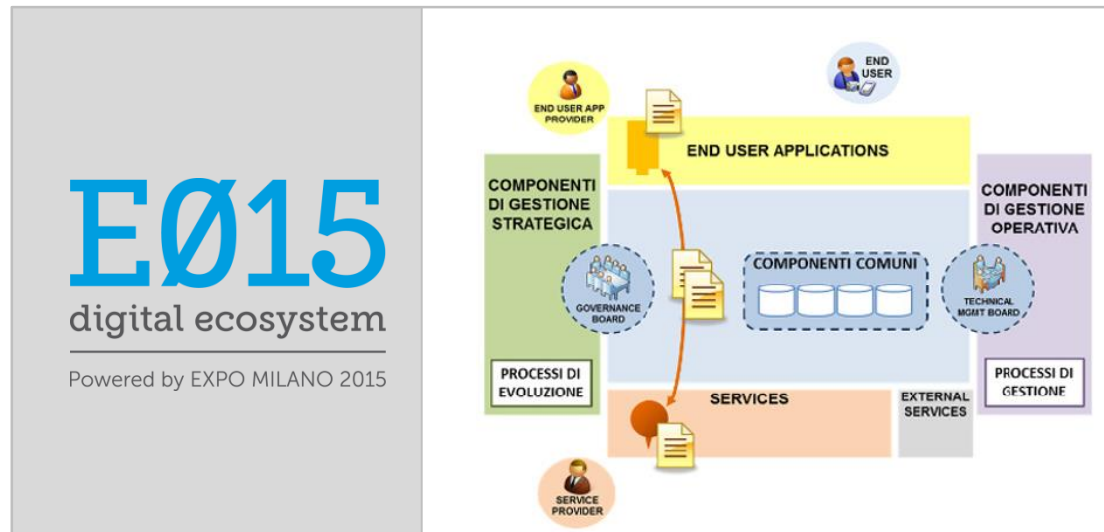 EØ15
digital ecosystem
Powered by EXPO MILANO 2015
END
USER
END USER APP
PROVIDER
END USER APPLICATIONS
COMPONENTI
DI GESTIONE
STRATEGICA
COMPONENTI
DI GESTIONE
OPERATIVA
COMPONENTI COMUNI
GOVERNANCE
BOARD
TECHNICAL
MGMT BOARD
PROCESSI DI
EVOLUZIONE
PROCESSI DI
GESTIONE
SERVICES
EXTERNAL
SERVICES
SERVICE
PROVIDER